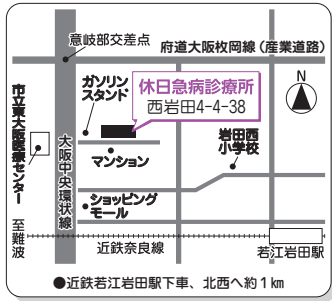 意岐部交差点
府道大阪枚岡線(産業道路)
ガソリン
スタンド
休日急病診療所
西岩田4-4-38
N
市立東大阪医療センター
大阪中央環状線
マンション
岩田西
小学校
ショッピング
モール
至難波
近鉄奈良線
若江岩田駅
●近鉄若江岩田駅下車、北西へ約1km